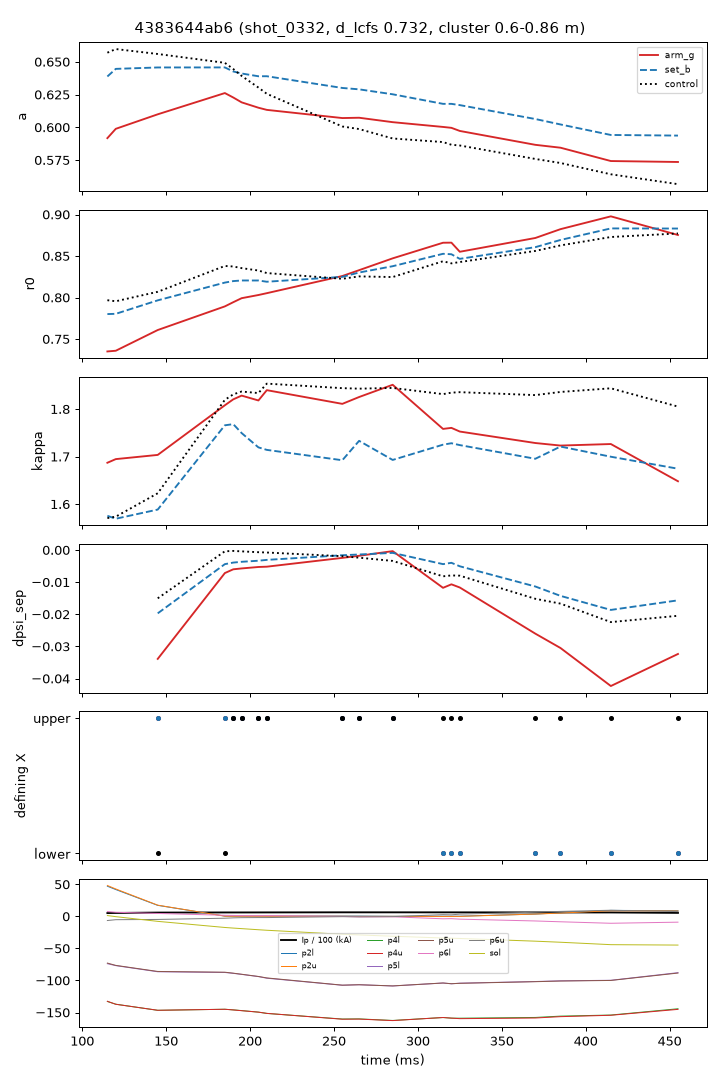 4383644ab6 (shot_0332, d_lcfs 0.732, cluster 0.6-0.86 m)
0.650
0.625
0.600
0.575
a
arm_g
set_b
control
0.90
0.85
0.80
0.75
r0
1.8
1.7
1.6
kappa
0.00
−0.01
−0.02
−0.03
−0.04
dpsi_sep
upper
lower
defining X
50
0
−50
−100
−150
Ip / 100 (kA)
p2l
p2u
p4l
p4u
p5l
p5u
p6l
p6u
sol
100 150 200 250 300 350 400 450
time (ms)